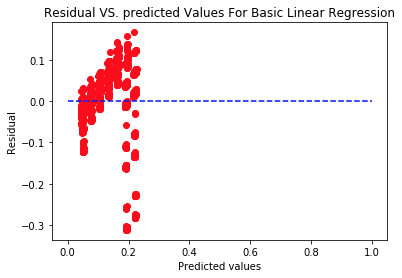 Residual VS. predicted Values For Basic Linear Regression
0.1
0.0
−0.1
−0.2
−0.3
Residual
0.0 0.2 0.4 0.6 0.8 1.0
Predicted values